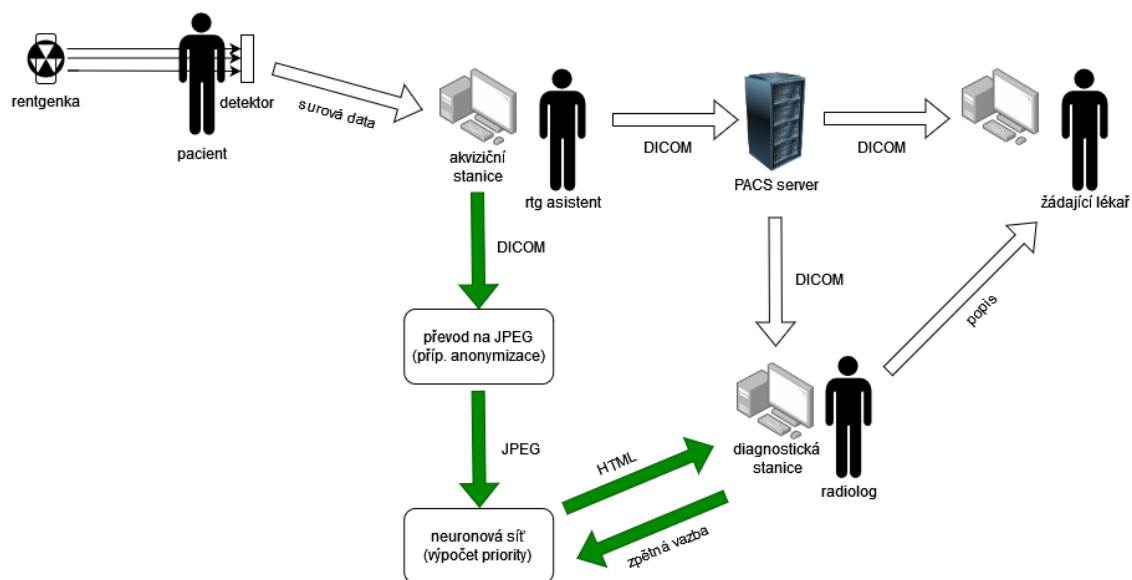 rentgenka
pacient
detektor
surová data
akviziční
stanice
rtg asistent
DICOM
PACS server
DICOM
žádající lékař
DICOM
DICOM
popis
převod na JPEG
(příp. anonymizace)
JPEG
HTML
diagnostická
stanice
radiolog
zpětná vazba
neuronová síť
(výpočet priority)